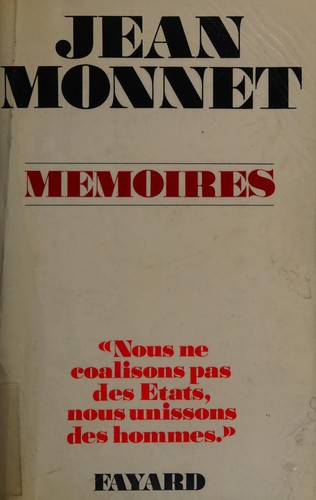 JEAN
MONNET
MEMOIRES
«Nous ne
coalisons pas
des Etats,
nous unissons
des hommes.»
FAYARD